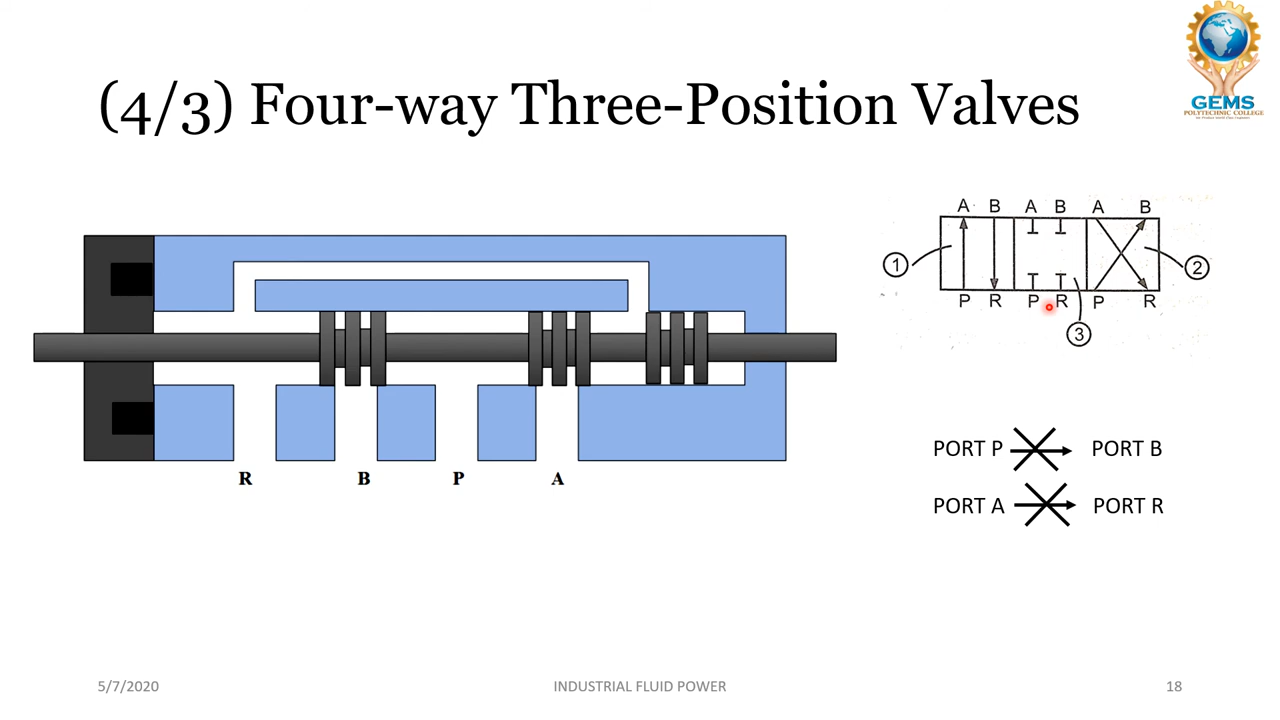 GEMS
POLYTECHNIC COLLEGE
(4/3) Four-way Three-Position Valves
A B A B A B
1 2
P R P R P R
3
PORT P PORT B
PORT A PORT R
R B P A
5/7/2020 INDUSTRIAL FLUID POWER 18